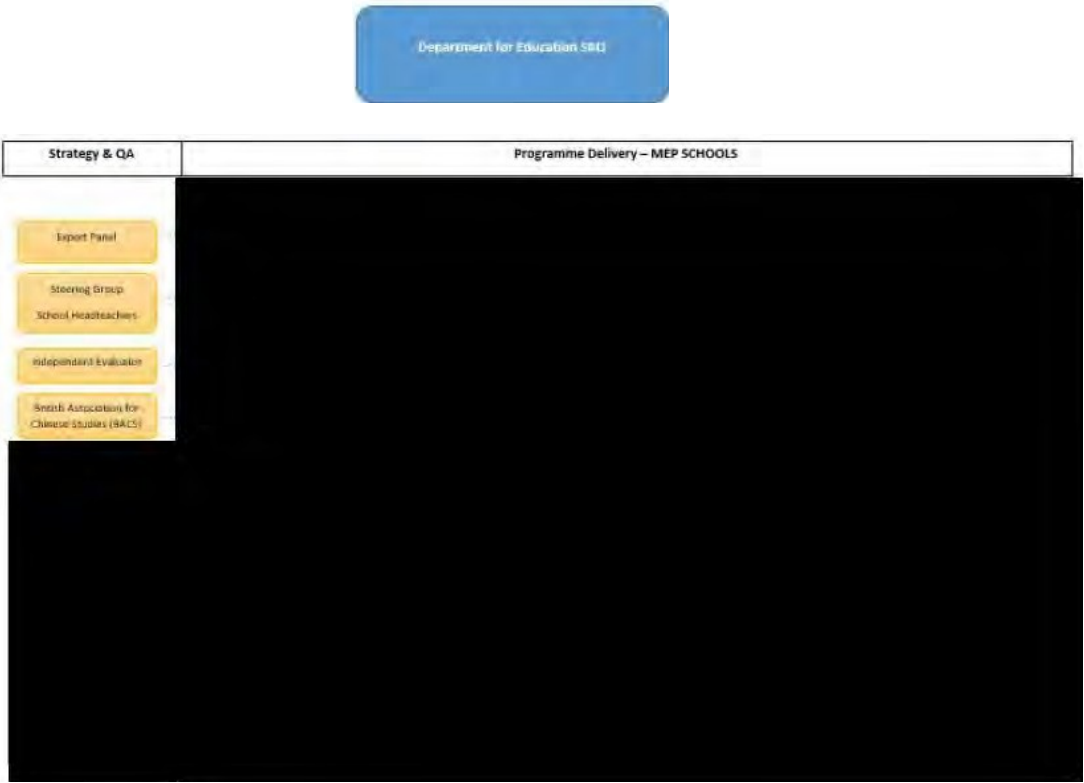 Department for Education SRO
Strategy & QA
Programme Delivery – MEP SCHOOLS
Expert Panel
Steering Group
School Headteachers
Independent Evaluator
British Association for
Chinese Studies (BACS)